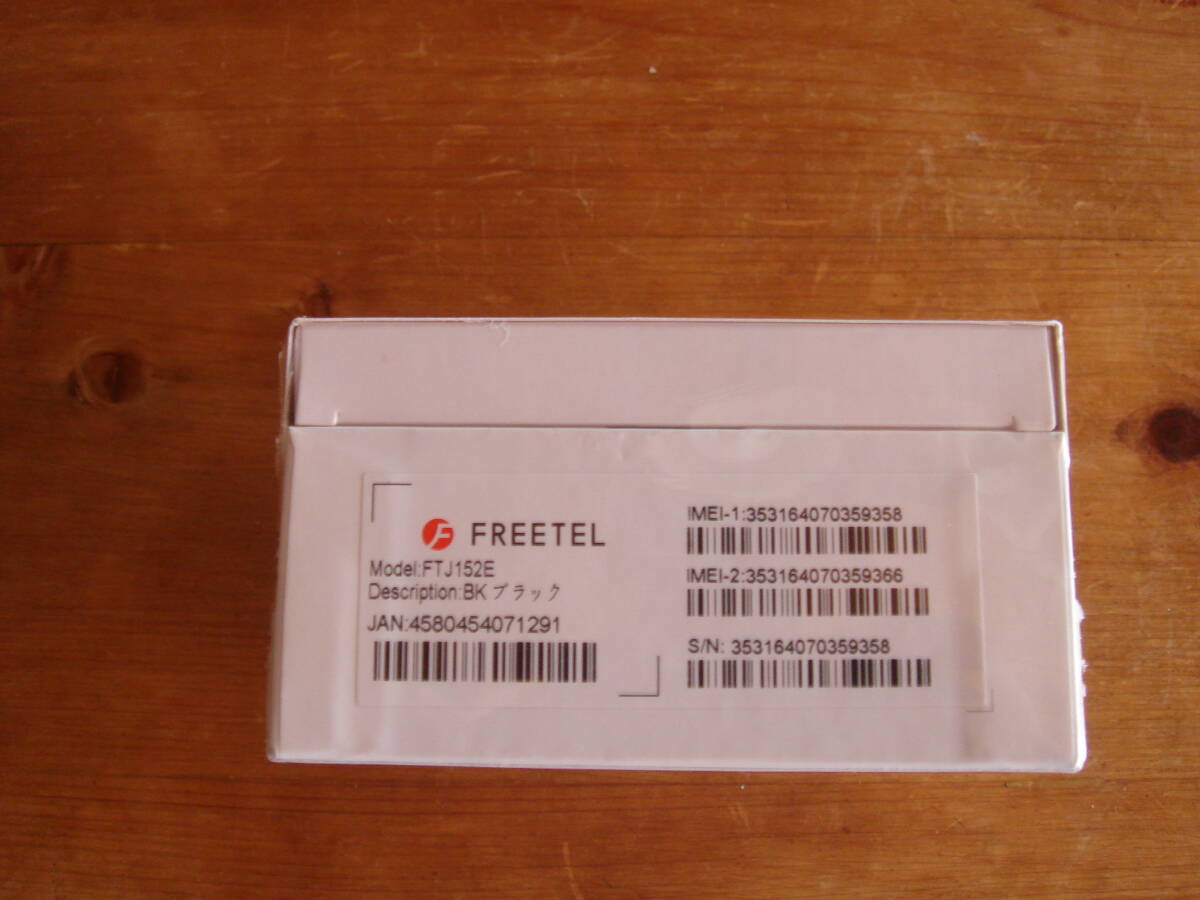 FREETEL
Model:FTJ152E
Description:BK ブラック
JAN:4580454071291
IMEI-1:353164070359358
IMEI-2:353164070359366
S/N: 353164070359358